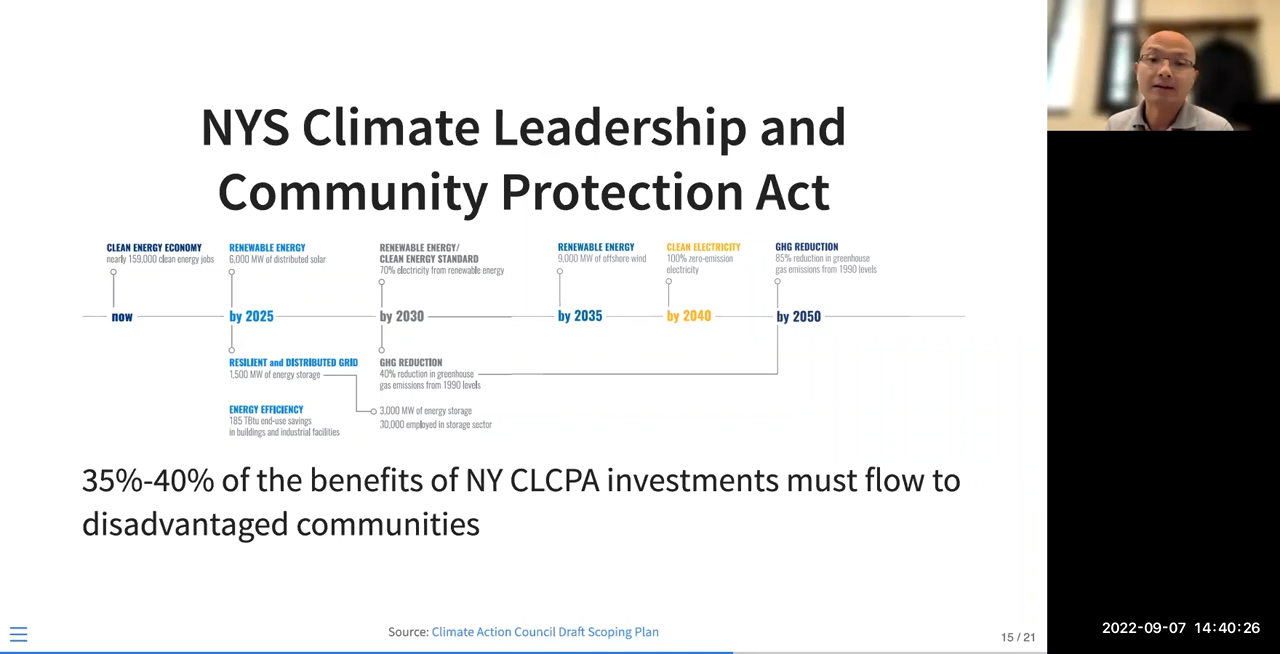 NYS Climate Leadership and
Community Protection Act
CLEAN ENERGY ECONOMY
nearly 159,000 clean energy jobs
RENEWABLE ENERGY
6,000 MW of distributed solar
RENEWABLE ENERGY/
CLEAN ENERGY STANDARD
70% electricity from renewable energy
RENEWABLE ENERGY
9,000 MW of offshore wind
CLEAN ELECTRICITY
100% zero-emission
electricity
GHG REDUCTION
85% reduction in greenhouse
gas emissions from 1990 levels
now
by 2025
by 2030
by 2035
by 2040
by 2050
RESILIENT and DISTRIBUTED GRID
1,500 MW of energy storage
GHG REDUCTION
40% reduction in greenhouse
gas emissions from 1990 levels
ENERGY EFFICIENCY
185 TBtu end-use savings
in buildings and industrial facilities
3,000 MW of energy storage
30,000 employed in storage sector
35%-40% of the benefits of NY CLCPA investments must flow to
disadvantaged communities
Source: Climate Action Council Draft Scoping Plan
15 / 21
2022-09-07 14:40:26